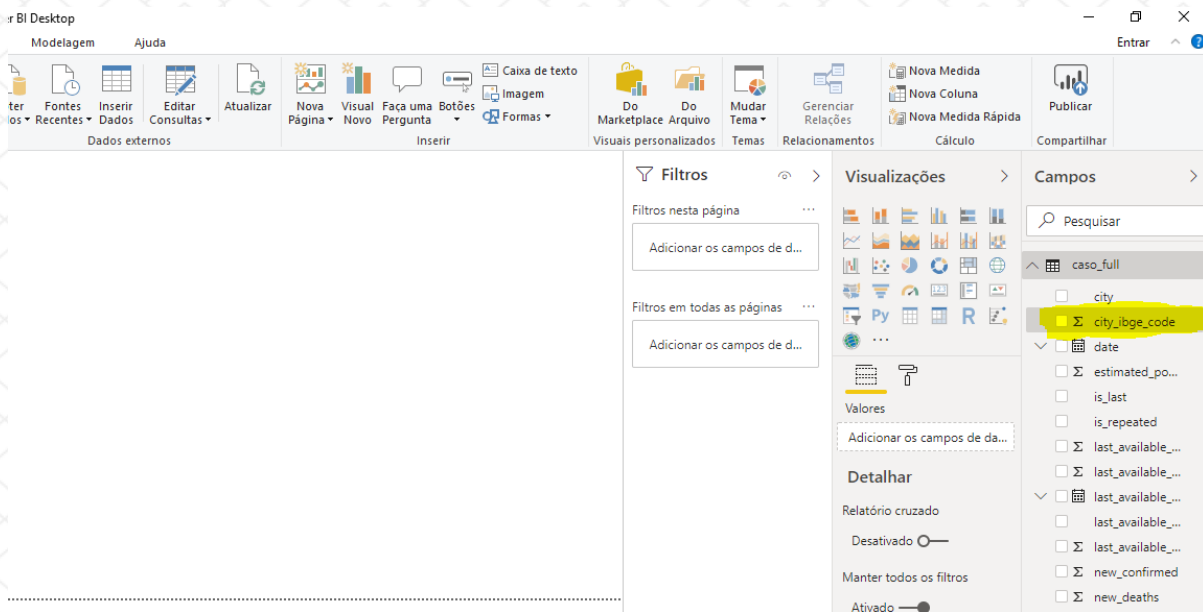 er BI Desktop
Modelagem Ajuda Entrar
Fontes Recentes
Inserir Dados
Editar Consultas
Atualizar
Dados externos
Nova Página
Visual Novo
Faça uma Pergunta
Botões
Caixa de texto
Imagem
Formas
Inserir
Do Marketplace
Do Arquivo
Visuais personalizados
Mudar Tema
Temas
Gerenciar Relações
Relacionamentos
Nova Medida
Nova Coluna
Nova Medida Rápida
Cálculo
Publicar
Compartilhar
Filtros
Filtros nesta página ...
Adicionar os campos de d...
Filtros em todas as páginas ...
Adicionar os campos de d...
Visualizações
123
Py
R
...
Valores
Adicionar os campos de da...
Detalhar
Relatório cruzado
Desativado
Manter todos os filtros
Ativado
Campos
Pesquisar
caso_full
city
Σ city_ibge_code
date
Σ estimated_po...
is_last
is_repeated
Σ last_available_...
Σ last_available_...
last_available_...
last_available_...
Σ last_available_...
Σ new_confirmed
Σ new_deaths